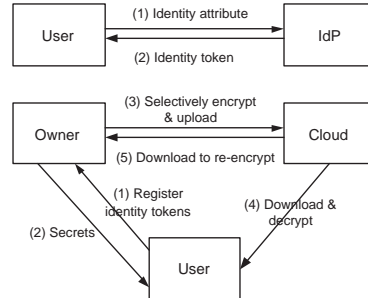 (1) Identity attribute
User
IdP
(2) Identity token
(3) Selectively encrypt
& upload
Owner
Cloud
(5) Download to re-encrypt
(1) Register
identity tokens
(4) Download &
decrypt
(2) Secrets
User